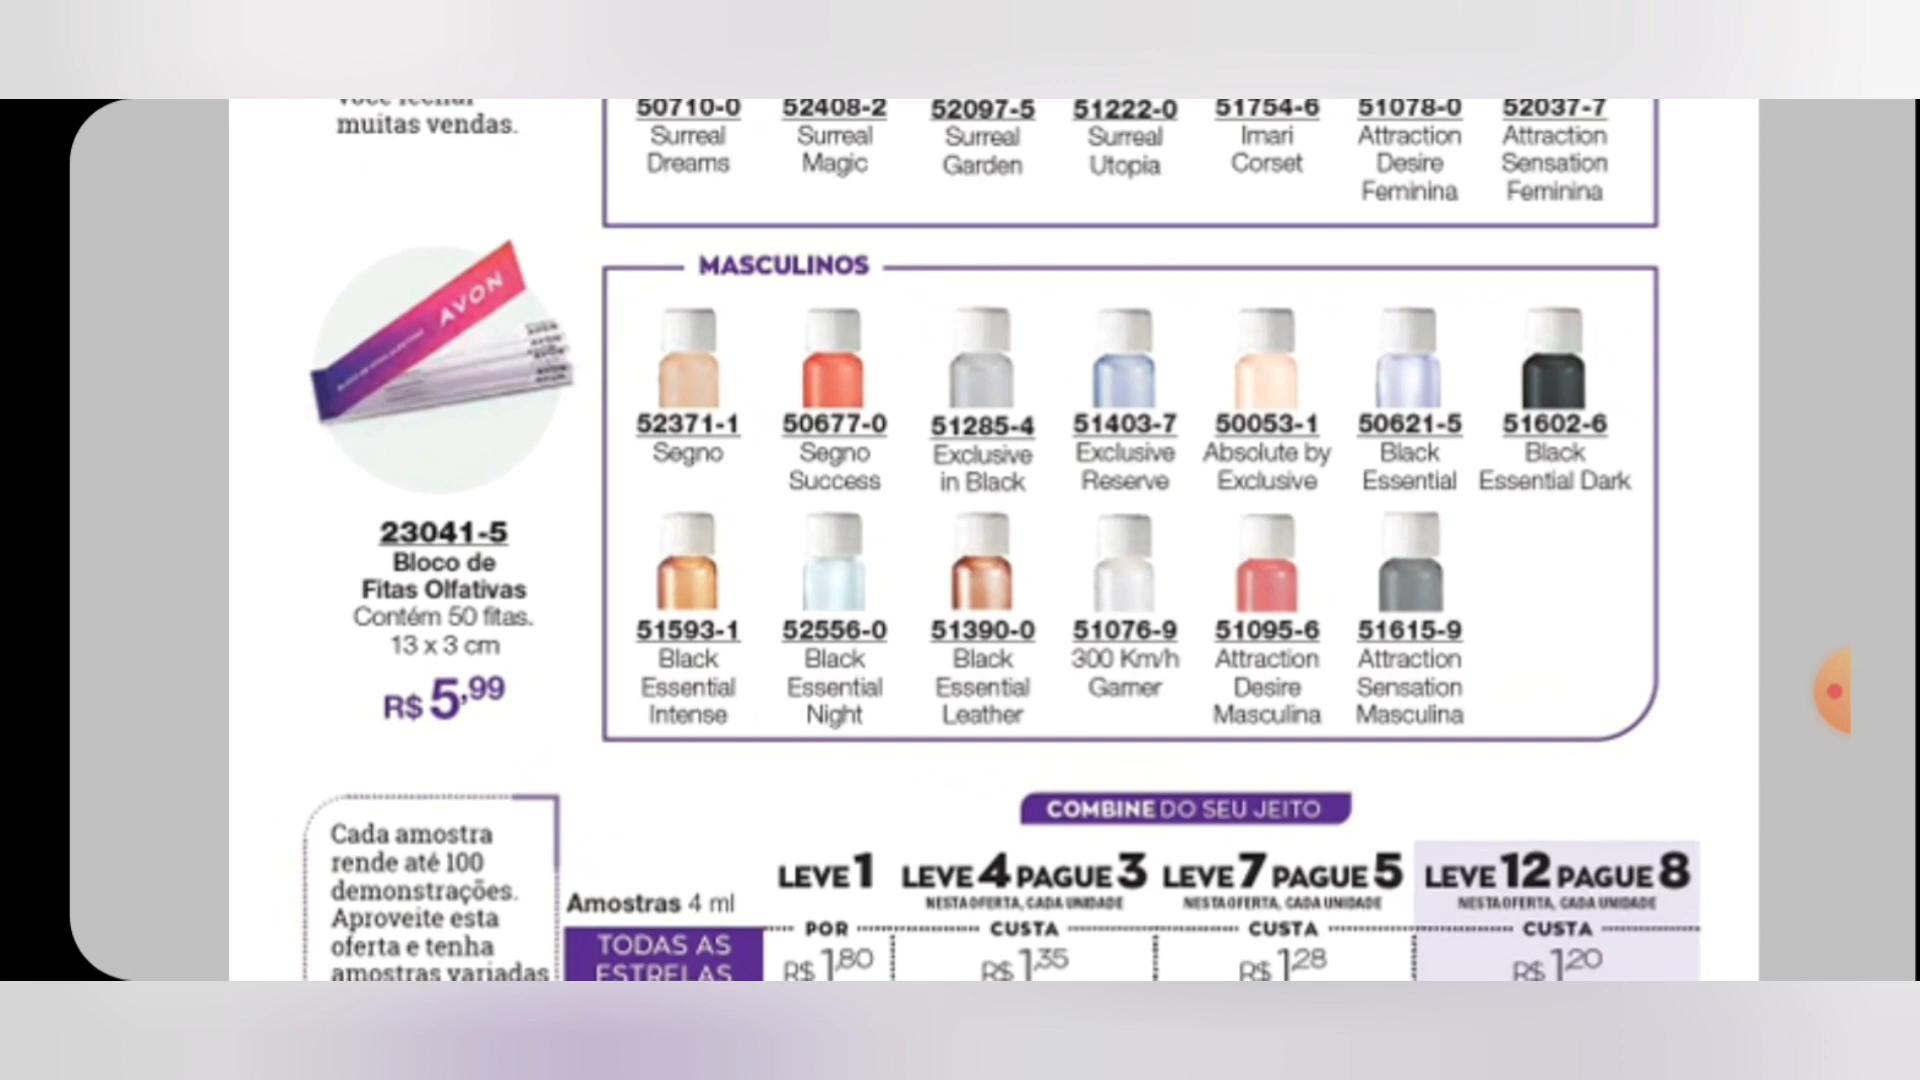 muitas vendas.
50710-0
Surreal
Dreams
52408-2
Surreal
Magic
52097-5
Surreal
Garden
51222-0
Surreal
Utopia
51754-6
Imari
Corset
51078-0
Attraction
Desire
Feminina
52037-7
Attraction
Sensation
Feminina
AVON
23041-5
Bloco de
Fitas Olfativas
Contém 50 fitas.
13 x 3 cm
R$ 5,99
MASCULINOS
52371-1
Segno
50677-0
Segno
Success
51285-4
Exclusive
in Black
51403-7
Exclusive
Reserve
50053-1
Absolute by
Exclusive
50621-5
Black
Essential
51602-6
Black
Essential Dark
51593-1
Black
Essential
Intense
52556-0
Black
Essential
Night
51390-0
Black
Essential
Leather
51076-9
300 Km/h
Gamer
51095-6
Attraction
Desire
Masculina
51615-9
Attraction
Sensation
Masculina
Cada amostra
rende até 100
demonstrações.
Aproveite esta
oferta e tenha
amostras variadas
COMBINE DO SEU JEITO
Amostras 4 ml
TODAS AS
ESTRELAS
LEVE 1
POR
R$ 1,80
LEVE 4 PAGUE 3
NESTA OFERTA, CADA UNIDADE
CUSTA
R$ 1,35
LEVE 7 PAGUE 5
NESTA OFERTA, CADA UNIDADE
CUSTA
R$ 1,28
LEVE 12 PAGUE 8
NESTA OFERTA, CADA UNIDADE
CUSTA
R$ 1,20